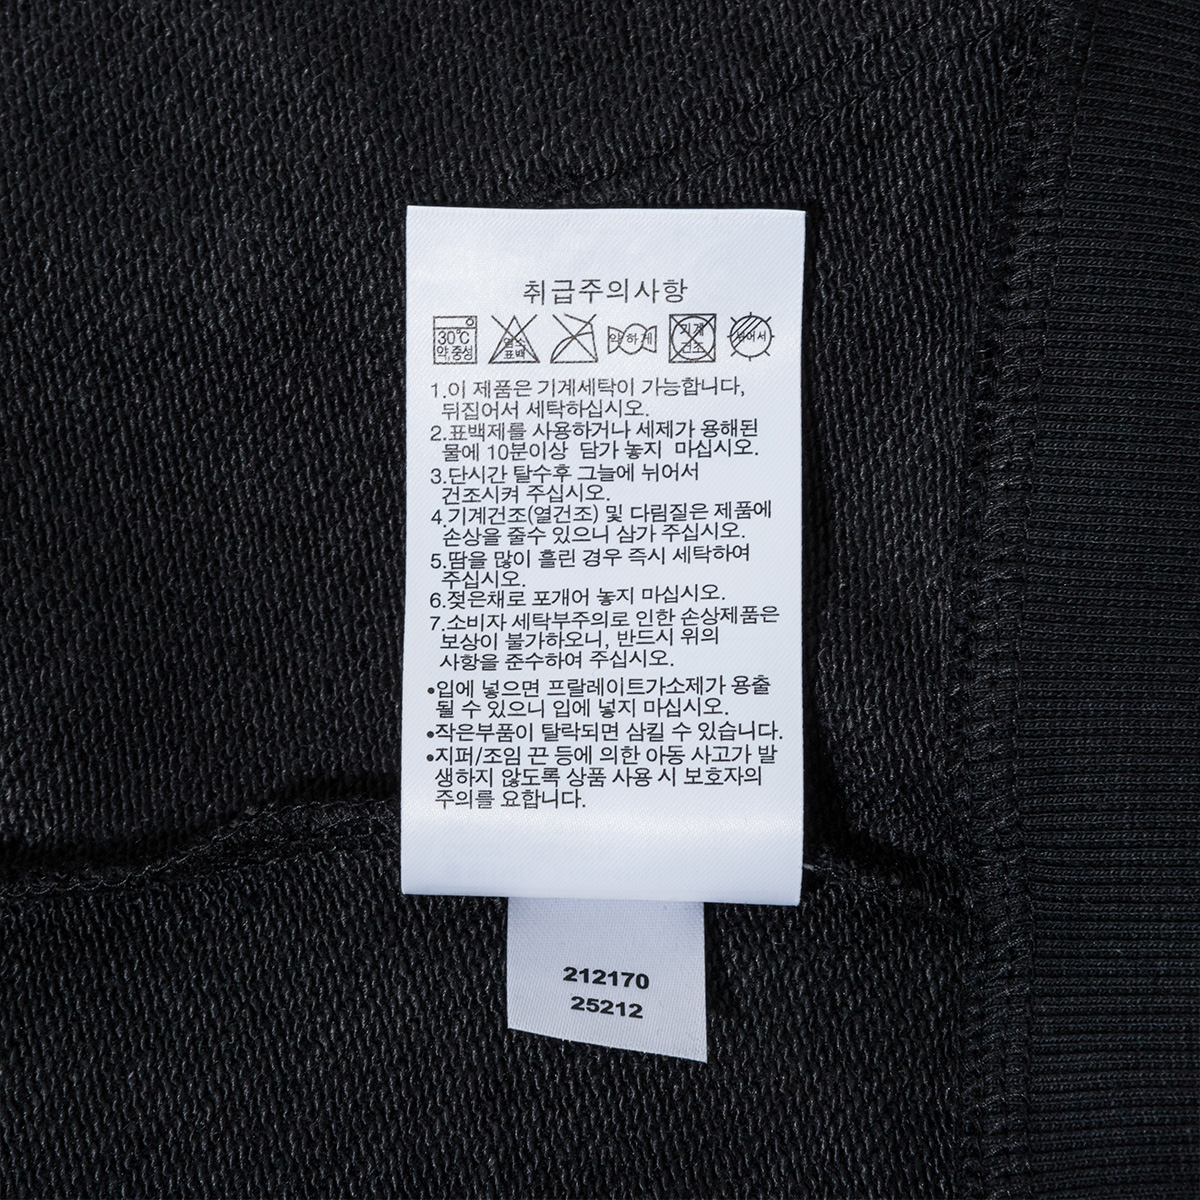 취급주의사항
30℃ 약,중성 염소 표백 약하게 기계 건조 뉘어서
1.이 제품은 기계세탁이 가능합니다,
뒤집어서 세탁하십시오.
2.표백제를 사용하거나 세제가 용해된
물에 10분이상 담가 놓지 마십시오.
3.단시간 탈수후 그늘에 뉘어서
건조시켜 주십시오.
4.기계건조(열건조) 및 다림질은 제품에
손상을 줄수 있으니 삼가 주십시오.
5.땀을 많이 흘린 경우 즉시 세탁하여
주십시오.
6.젖은채로 포개어 놓지 마십시오.
7.소비자 세탁부주의로 인한 손상제품은
보상이 불가하오니, 반드시 위의
사항을 준수하여 주십시오.
•입에 넣으면 프탈레이트가소제가 용출
될 수 있으니 입에 넣지 마십시오.
•작은부품이 탈락되면 삼킬 수 있습니다.
•지퍼/조임 끈 등에 의한 아동 사고가 발
생하지 않도록 상품 사용 시 보호자의
주의를 요합니다.
212170
25212